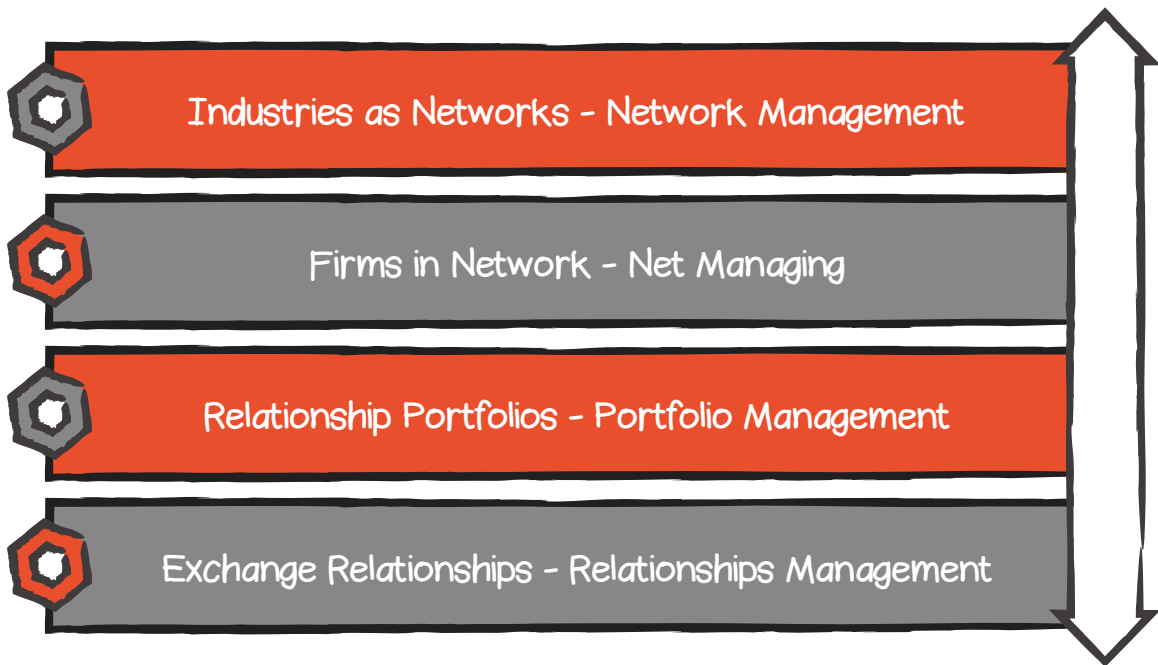 Industries as Networks - Network Management
Firms in Network - Net Managing
Relationship Portfolios - Portfolio Management
Exchange Relationships - Relationships Management